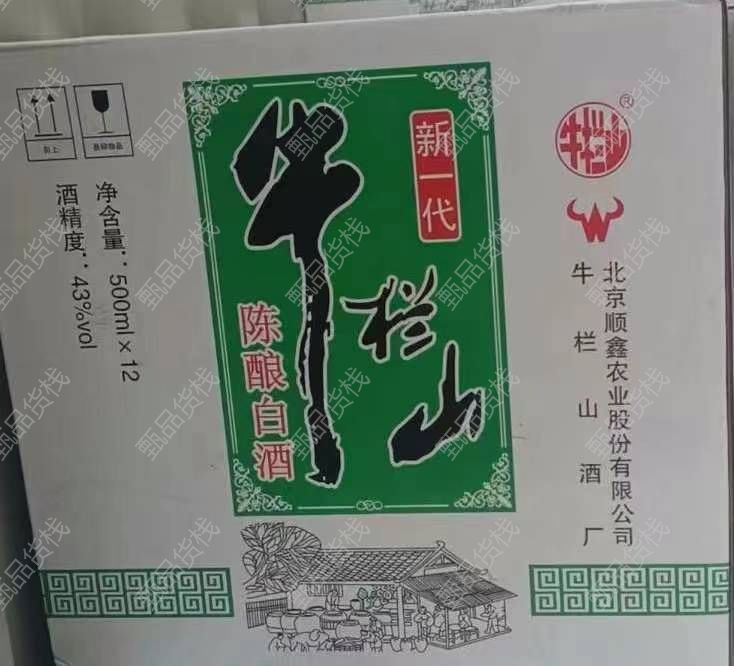 向上
易碎物品
净含量：500ml×12
酒精度：43%vol
新一代
牛栏山
陈酿白酒
牛栏山
®
北京顺鑫农业股份有限公司
牛栏山酒厂
甄品货栈